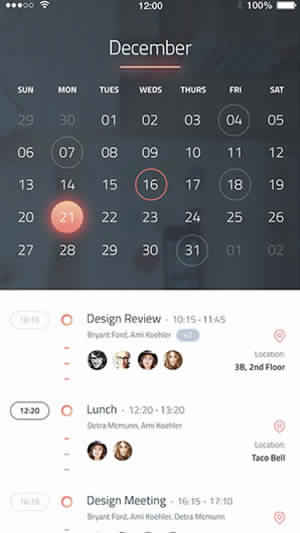 12:00
100%
December
SUN MON TUES WEDS THURS FRI SAT
29 30 01 02 03 04 05
06 07 08 09 10 11 12
13 14 15 16 17 18 19
20 21 22 23 24 25 26
27 28 29 30 31 01 02
10:15 Design Review - 10:15 - 11:45
Bryant Ford, Ami Koehler +2
Location:
3B, 2nd Floor
12:20 Lunch - 12:20 - 13:20
Detra Mcmunn, Ami Koehler
Location:
Taco Bell
16:15 Design Meeting - 16:15 - 17:10
Bryant Ford, Ami Koehler, Detra Mcmunn
Location: